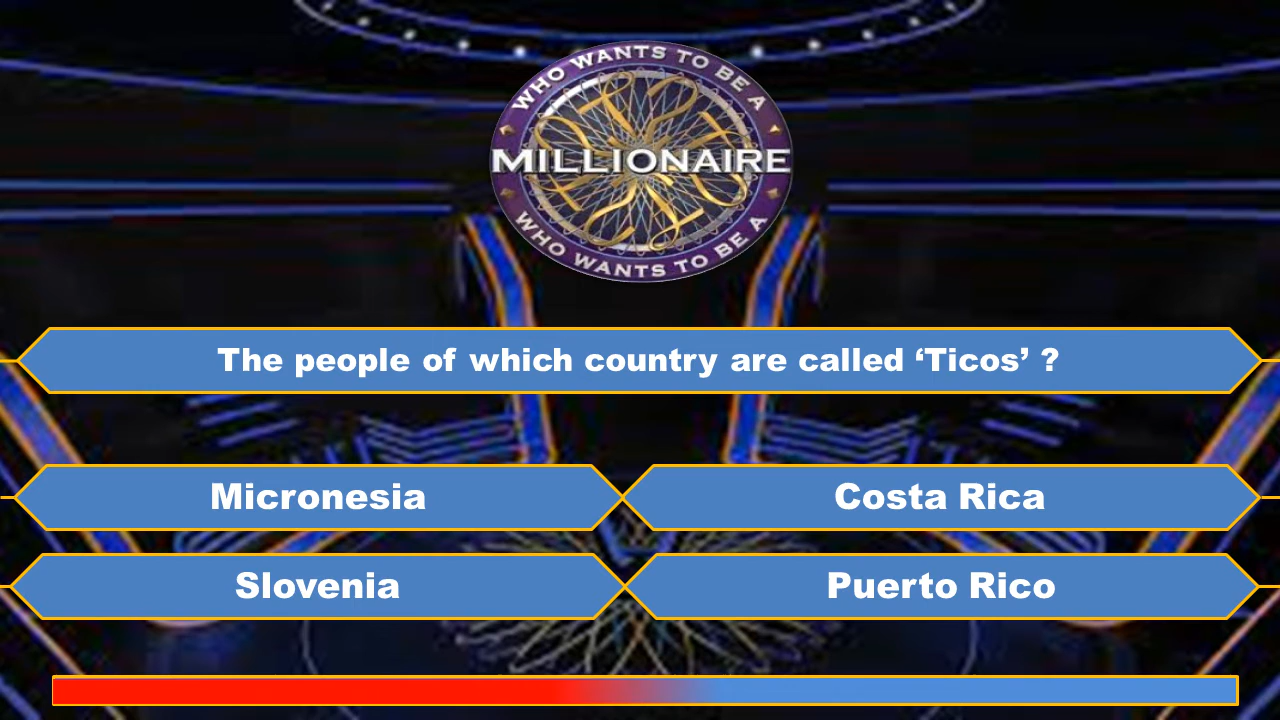 WHO WANTS TO BE A
MILLIONAIRE
WHO WANTS TO BE A
The people of which country are called ‘Ticos’ ?
Micronesia
Costa Rica
Slovenia
Puerto Rico